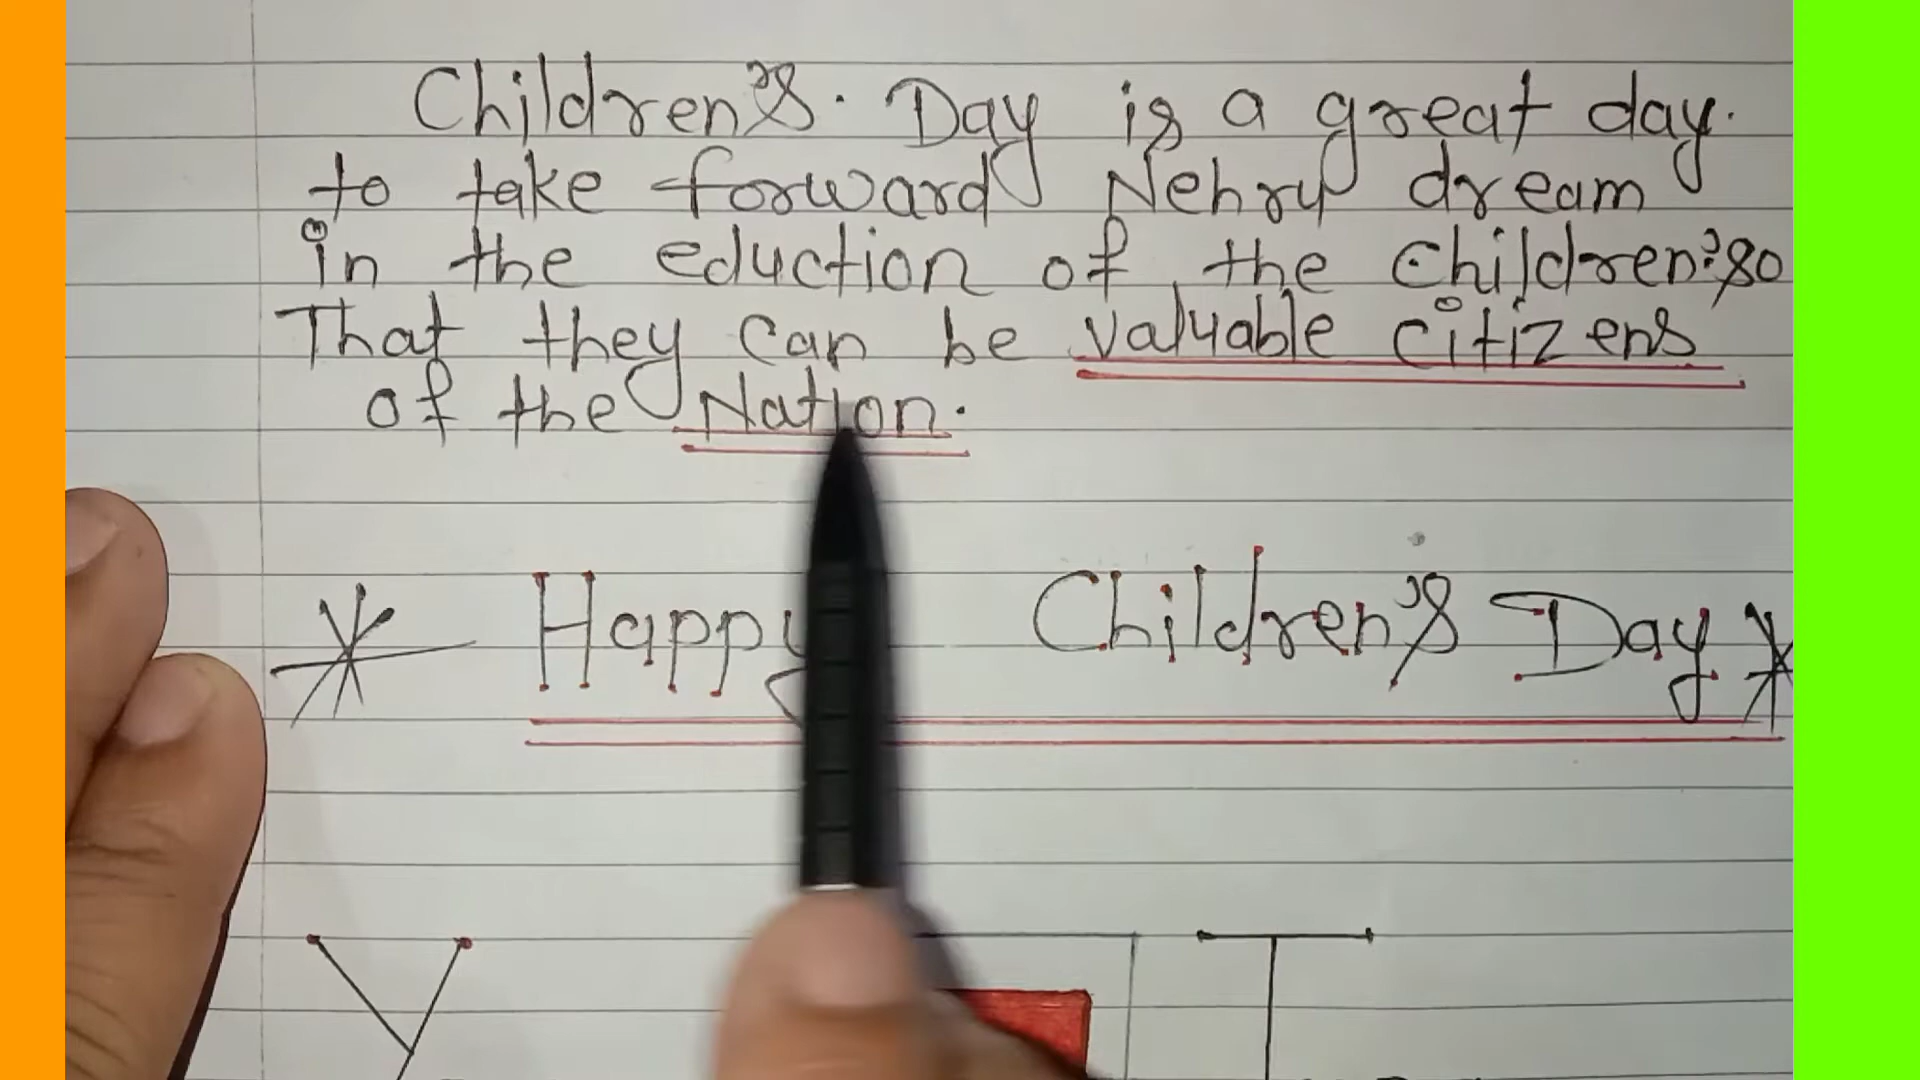 Children's. Day is a great day.
to take forward Nehru dream
in the eduction of the Children: so
That they can be valuable citizens
of the Nation.
* Happy Children's Day *
Y T